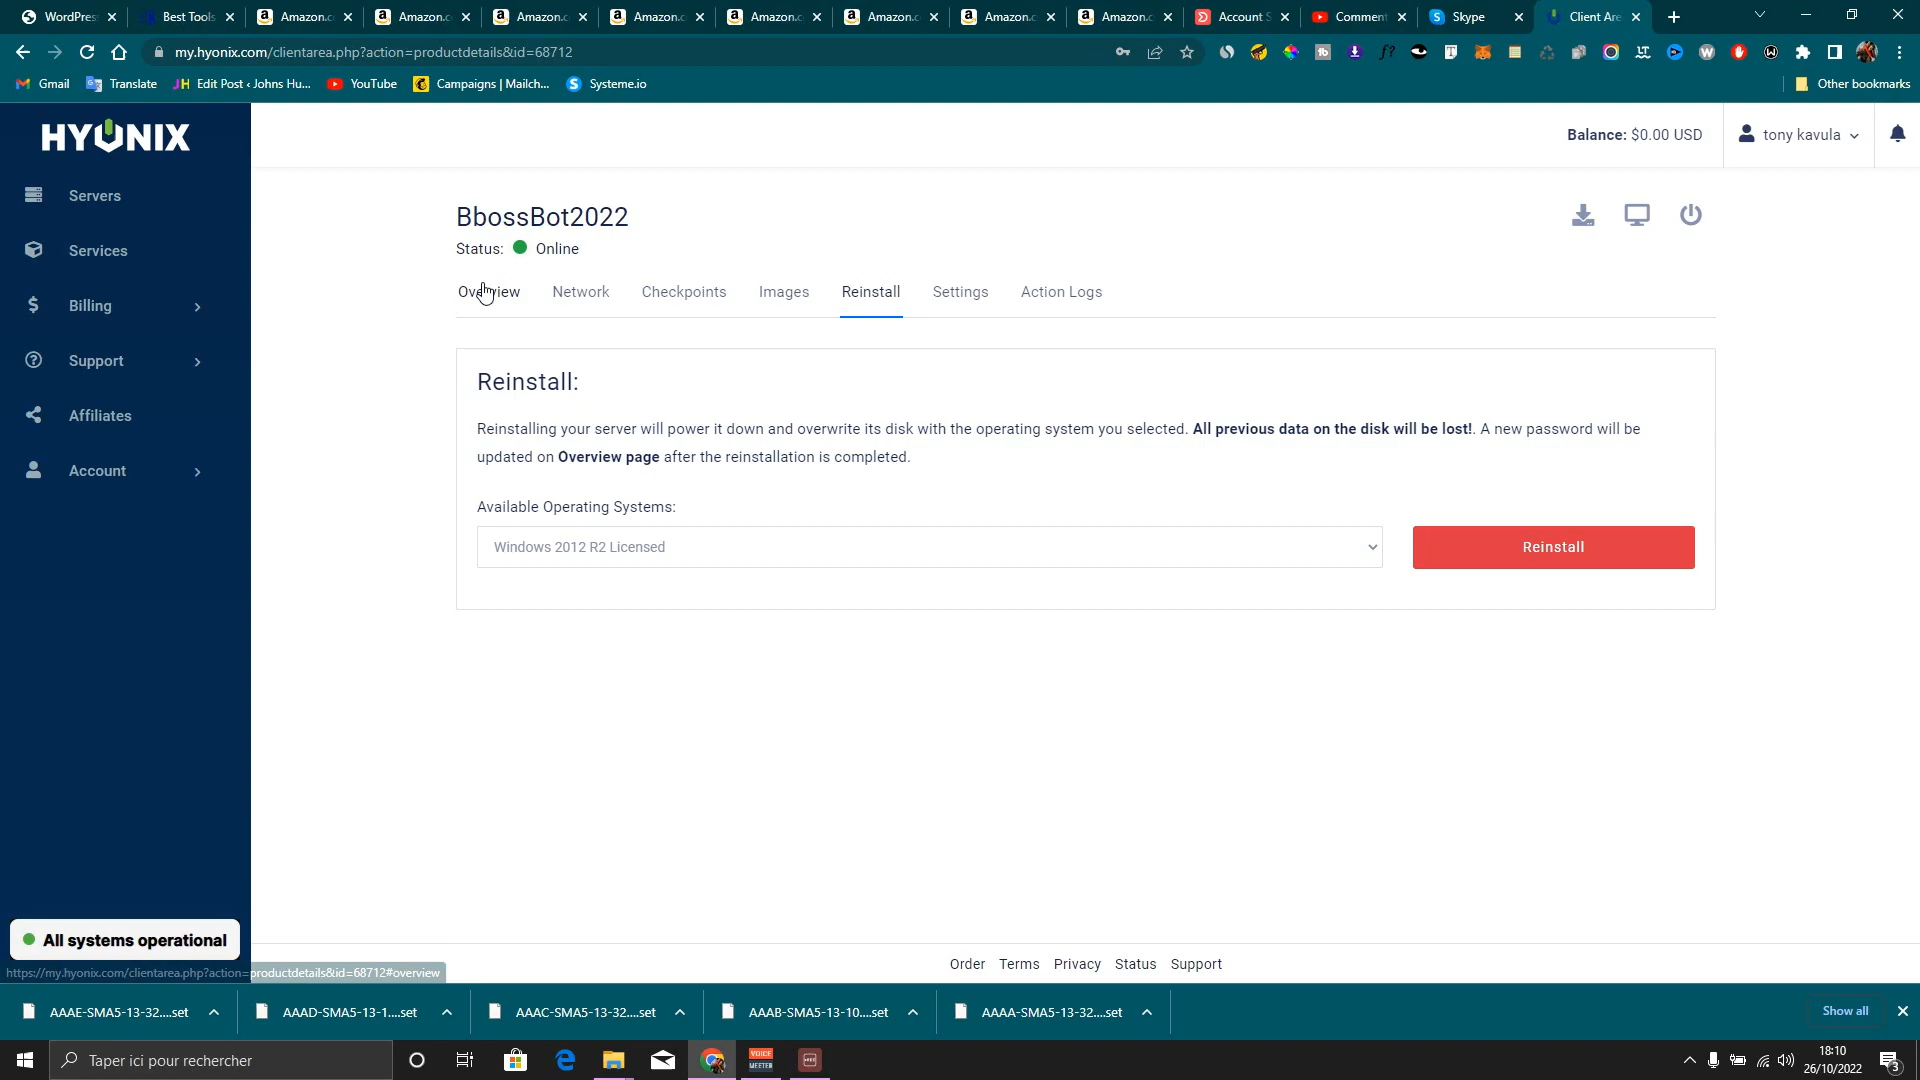 WordPres
Best Tools
Amazon.c
Amazon.c
Amazon.c
Amazon.c
Amazon.c
Amazon.c
Amazon.c
Amazon.c
Account S
Comment
Skype
Client Are
my.hyonix.com/clientarea.php?action=productdetails&id=68712
Gmail
Translate
Edit Post ‹ Johns Hu...
YouTube
Campaigns | Mailch...
Systeme.io
Other bookmarks
HYONIX
Balance: $0.00 USD
tony kavula
Servers
Services
Billing
Support
Affiliates
Account
BbossBot2022
Status: Online
Overview
Network
Checkpoints
Images
Reinstall
Settings
Action Logs
Reinstall:
Reinstalling your server will power it down and overwrite its disk with the operating system you selected. All previous data on the disk will be lost!. A new password will be
updated on Overview page after the reinstallation is completed.
Available Operating Systems:
Windows 2012 R2 Licensed
Reinstall
All systems operational
Order Terms Privacy Status Support
https://my.hyonix.com/clientarea.php?action=productdetails&id=68712#overview
AAAE-SMA5-13-32....set
AAAD-SMA5-13-1....set
AAAC-SMA5-13-32....set
AAAB-SMA5-13-10....set
AAAA-SMA5-13-32....set
Show all
Taper ici pour rechercher
VOICE
MEETER
18:10
26/10/2022
3